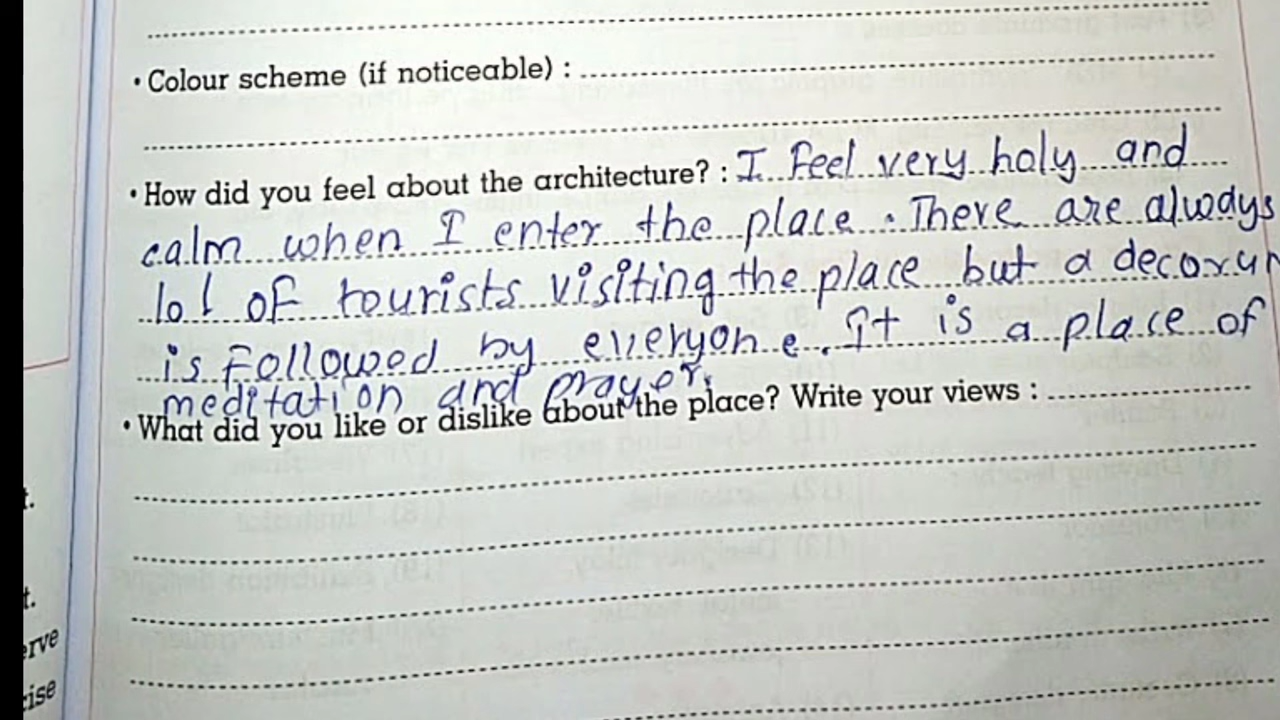 • Colour scheme (if noticeable) :
• How did you feel about the architecture? : I feel very holy and
calm when I enter the place. There are always
lot of tourists visiting the place but a decorum
is followed by everyone. It is a place of
meditation and prayer.
• What did you like or dislike about the place? Write your views :
t.
t.
erve
cise